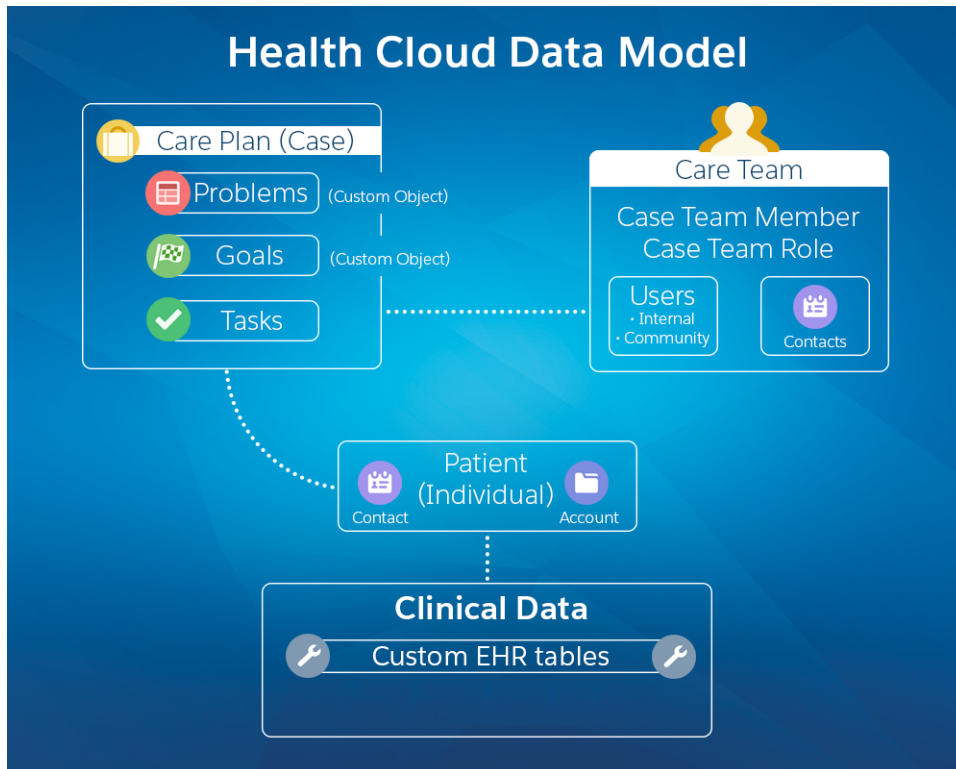 Health Cloud Data Model
Care Plan (Case)
Problems
(Custom Object)
Goals
(Custom Object)
Tasks
Care Team
Case Team Member
Case Team Role
Users
· Internal
· Community
Contacts
Patient
(Individual)
Contact
Account
Clinical Data
Custom EHR tables